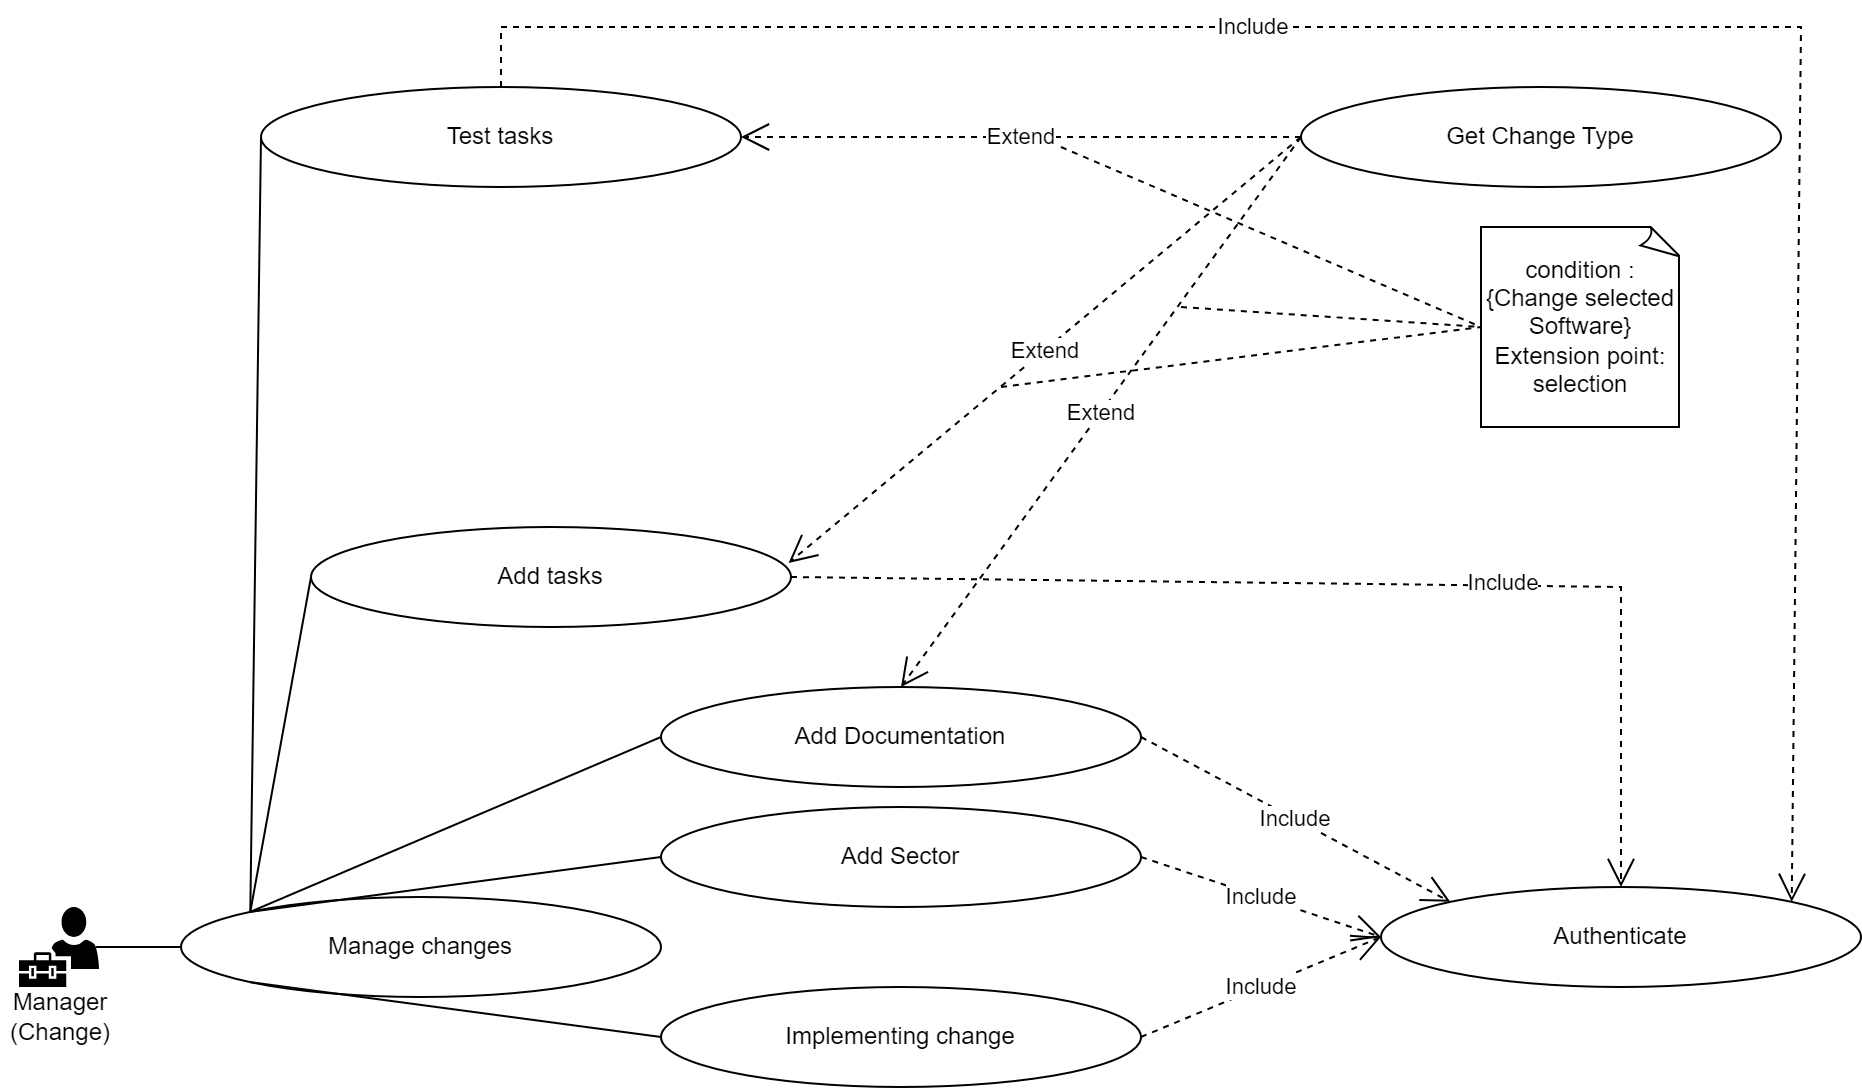 Include
Test tasks
Extend
Get Change Type
condition :
{Change selected
Software}
Extension point:
selection
Extend
Extend
Add tasks
Include
Add Documentation
Include
Add Sector
Include
Manage changes
Authenticate
Manager
(Change)
Include
Implementing change